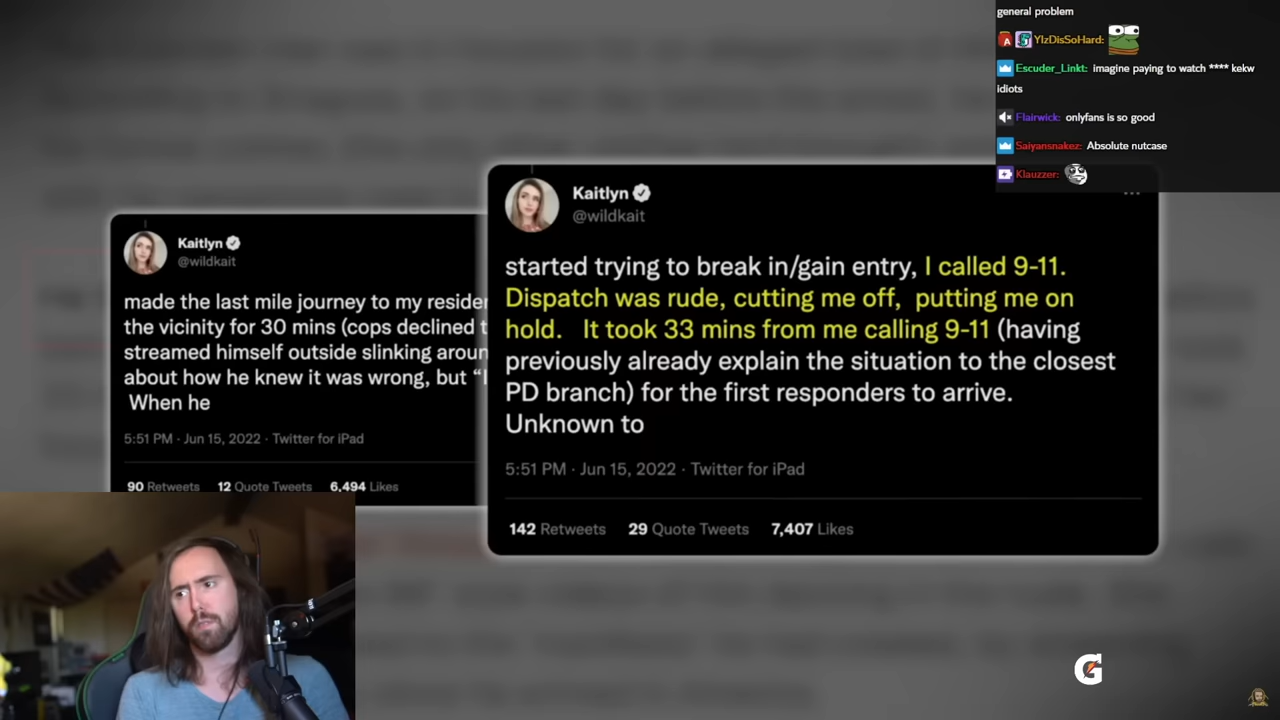 general problem
YIzDisSoHard:
Escuder_Linkt: imagine paying to watch **** kekw
idiots
Flairwick: onlyfans is so good
Saiyansnakez: Absolute nutcase
Klauzzer:
Kaitlyn
@wildkait
made the last mile journey to my reside
the vicinity for 30 mins (cops declined
streamed himself outside slinking aroun
about how he knew it was wrong, but “
When he
5:51 PM · Jun 15, 2022 · Twitter for iPad
90 Retweets 12 Quote Tweets 6,494 Likes
Kaitlyn
@wildkait
started trying to break in/gain entry, I called 9-11.
Dispatch was rude, cutting me off, putting me on
hold. It took 33 mins from me calling 9-11 (having
previously already explain the situation to the closest
PD branch) for the first responders to arrive.
Unknown to
5:51 PM · Jun 15, 2022 · Twitter for iPad
142 Retweets 29 Quote Tweets 7,407 Likes
G